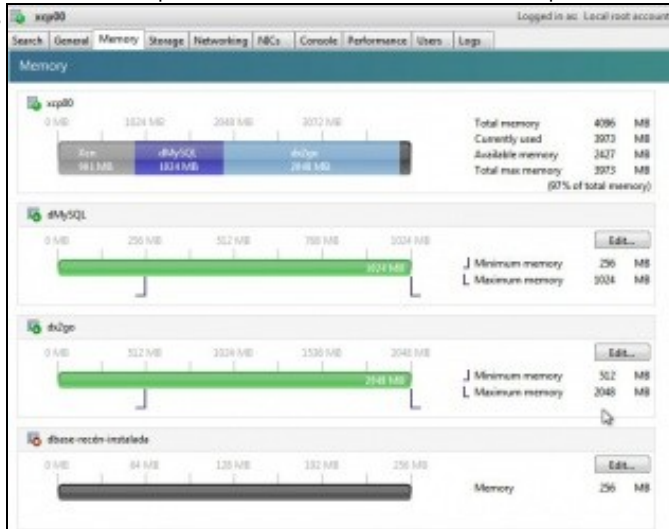 xcp00
Logged in as: Local root account
Search General Memory Storage Networking NICs Console Performance Users Logs
Memory
xcp00
0 MB 1024 MB 2048 MB 3072 MB
Xen dMySQL dx2go
981 MB 1024 MB 2048 MB
Total memory 4096 MB
Currently used 3973 MB
Available memory 2427 MB
Total max memory 3973 MB
(97% of total memory)
dMySQL
0 MB 256 MB 512 MB 768 MB 1024 MB
1024 MB
Edit...
Minimum memory 256 MB
Maximum memory 1024 MB
dx2go
0 MB 512 MB 1024 MB 1536 MB 2048 MB
2048 MB
Edit...
Minimum memory 512 MB
Maximum memory 2048 MB
dbase-recén-instalada
0 MB 64 MB 128 MB 192 MB 256 MB
Edit...
Memory 256 MB